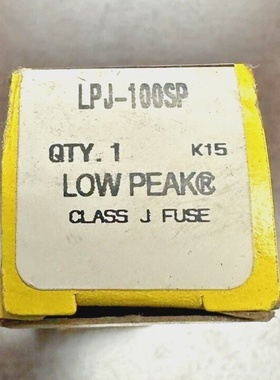 LPJ-100SP
QTY. 1 K15
LOW PEAK®
CLASS J FUSE